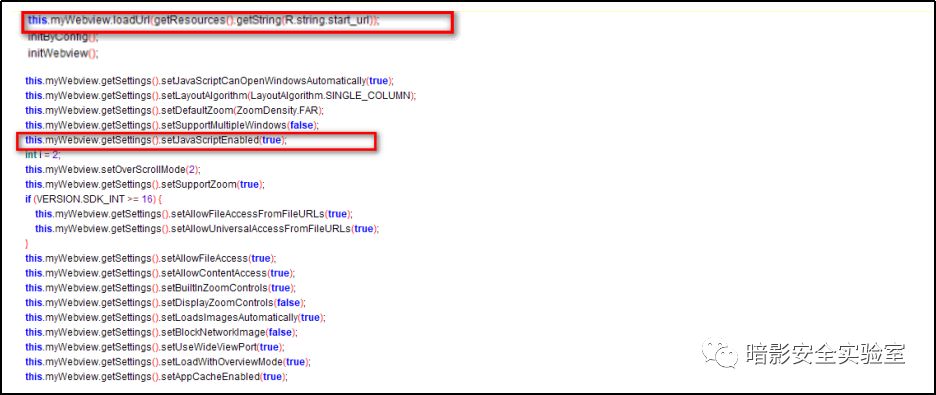 this.myWebview.loadUrl(getResources().getString(R.string.start_url));
initByConfig();
initWebview();
this.myWebview.getSettings().setJavaScriptCanOpenWindowsAutomatically(true);
this.myWebview.getSettings().setLayoutAlgorithm(LayoutAlgorithm.SINGLE_COLUMN);
this.myWebview.getSettings().setDefaultZoom(ZoomDensity.FAR);
this.myWebview.getSettings().setSupportMultipleWindows(false);
this.myWebview.getSettings().setJavaScriptEnabled(true);
int i = 2;
this.myWebview.setOverScrollMode(2);
this.myWebview.getSettings().setSupportZoom(true);
if (VERSION.SDK_INT >= 16) {
this.myWebview.getSettings().setAllowFileAccessFromFileURLs(true);
this.myWebview.getSettings().setAllowUniversalAccessFromFileURLs(true);
}
this.myWebview.getSettings().setAllowFileAccess(true);
this.myWebview.getSettings().setAllowContentAccess(true);
this.myWebview.getSettings().setBuiltInZoomControls(true);
this.myWebview.getSettings().setDisplayZoomControls(false);
this.myWebview.getSettings().setLoadsImagesAutomatically(true);
this.myWebview.getSettings().setBlockNetworkImage(false);
this.myWebview.getSettings().setUseWideViewPort(true);
this.myWebview.getSettings().setLoadWithOverviewMode(true);
this.myWebview.getSettings().setAppCacheEnabled(true);
暗影安全实验室